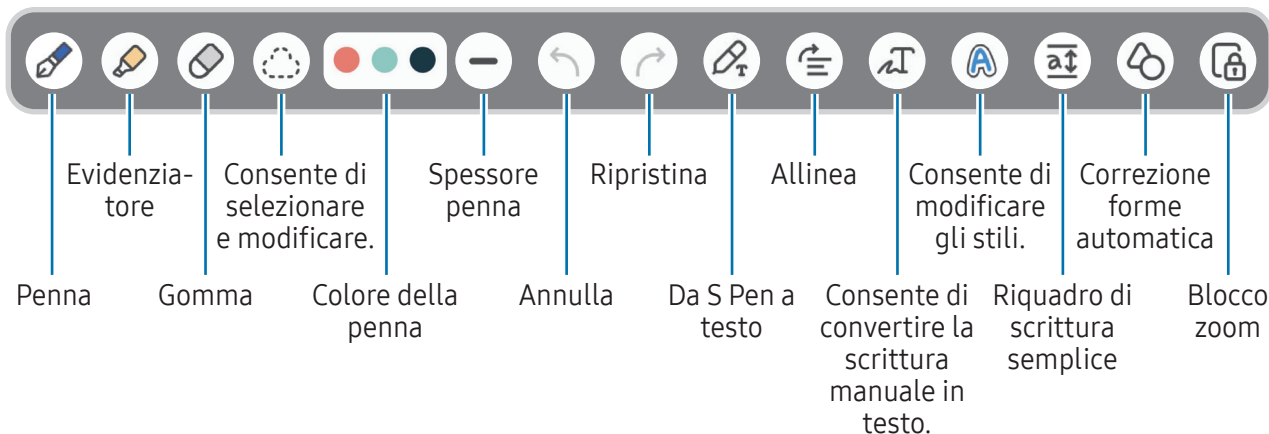 Evidenzia-
tore
Consente di
selezionare
e modificare.
Spessore
penna
Ripristina
Allinea
Consente di
modificare
gli stili.
Correzione
forme
automatica
Penna
Gomma
Colore della
penna
Annulla
Da S Pen a
testo
Consente di
convertire la
scrittura
manuale in
testo.
Riquadro di
scrittura
semplice
Blocco
zoom